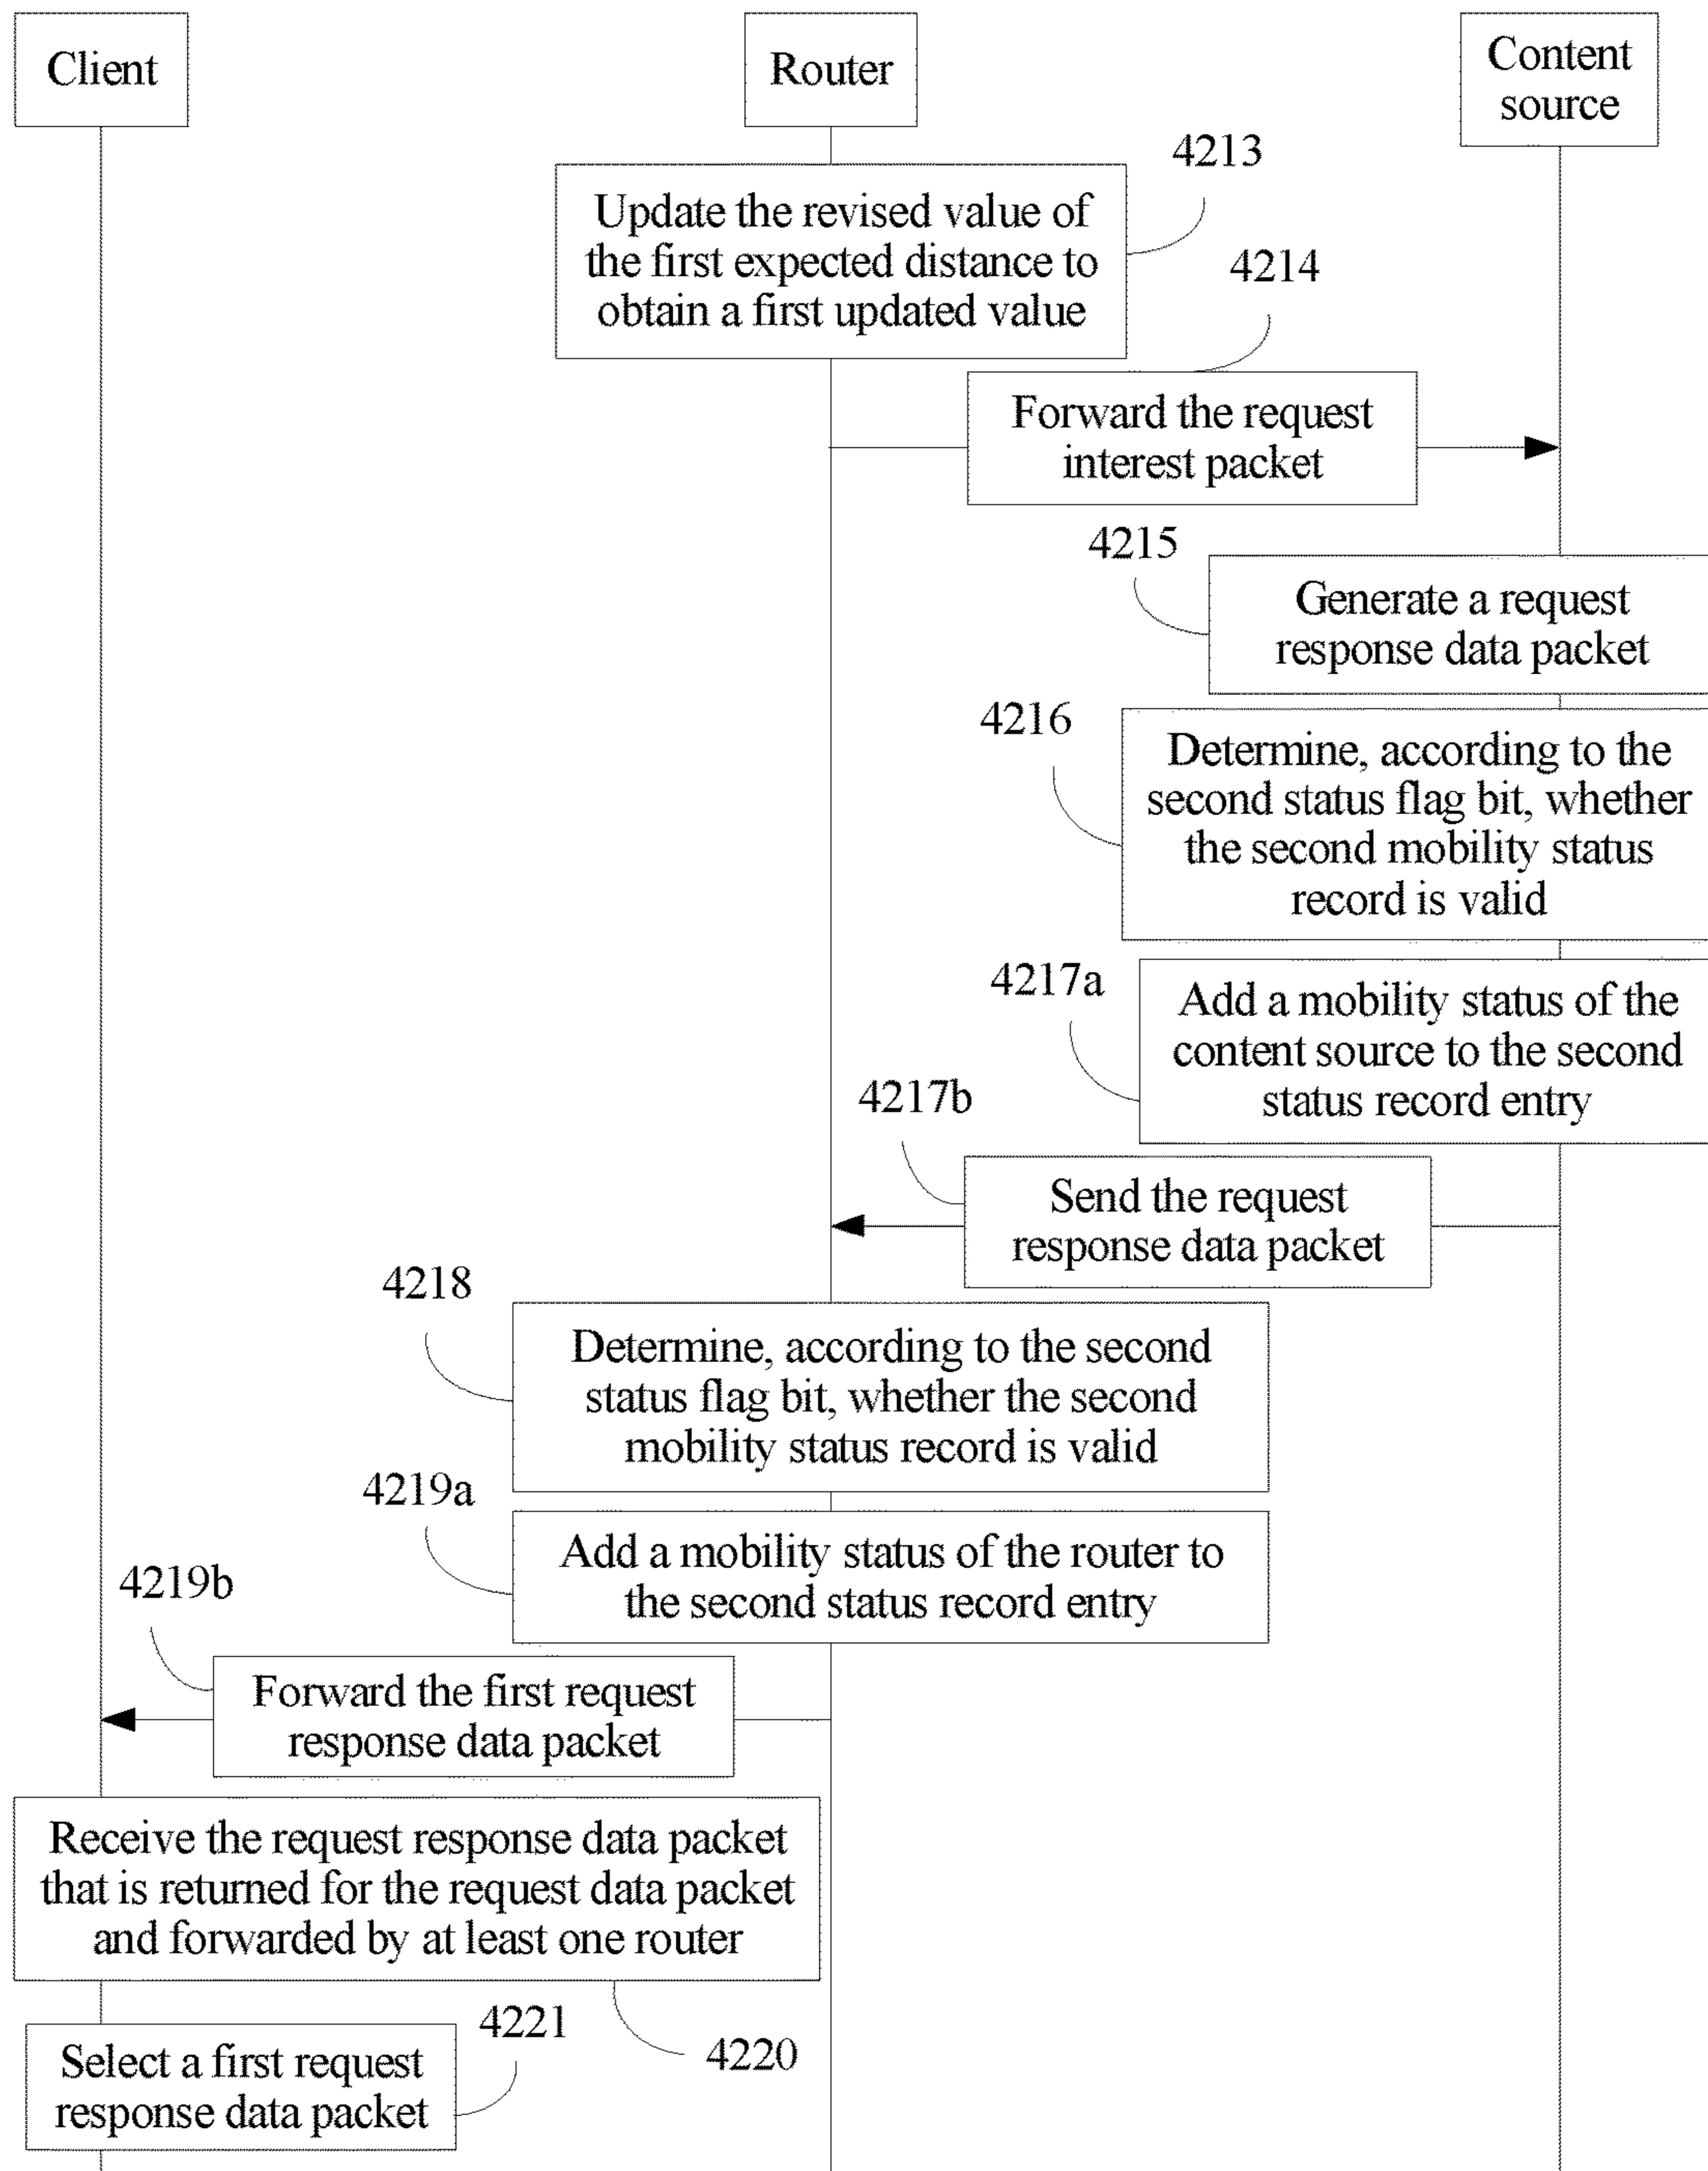 Client
Router
Content
source
4213
Update the revised value of
the first expected distance to
obtain a first updated value
4214
Forward the request
interest packet
4215
Generate a request
response data packet
4216
Determine, according to the
second status flag bit, whether
the second mobility status
record is valid
4217a
Add a mobility status of the
content source to the second
status record entry
4217b
Send the request
response data packet
4218
Determine, according to the second
status flag bit, whether the second
mobility status record is valid
4219a
Add a mobility status of the router to
the second status record entry
4219b
Forward the first request
response data packet
Receive the request response data packet
that is returned for the request data packet
and forwarded by at least one router
4220
4221
Select a first request
response data packet